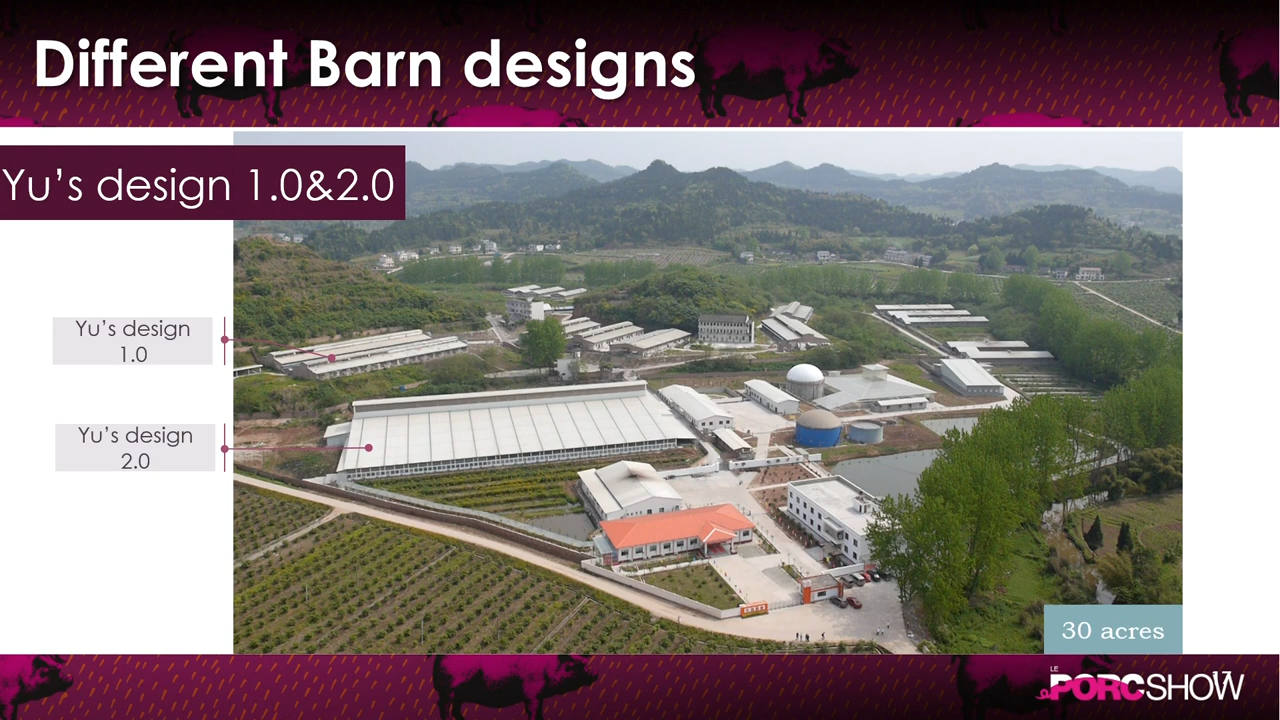 Different Barn designs
Yu's design 1.0&2.0
Yu's design
1.0
Yu's design
2.0
30 acres
LE
PORCSHOW